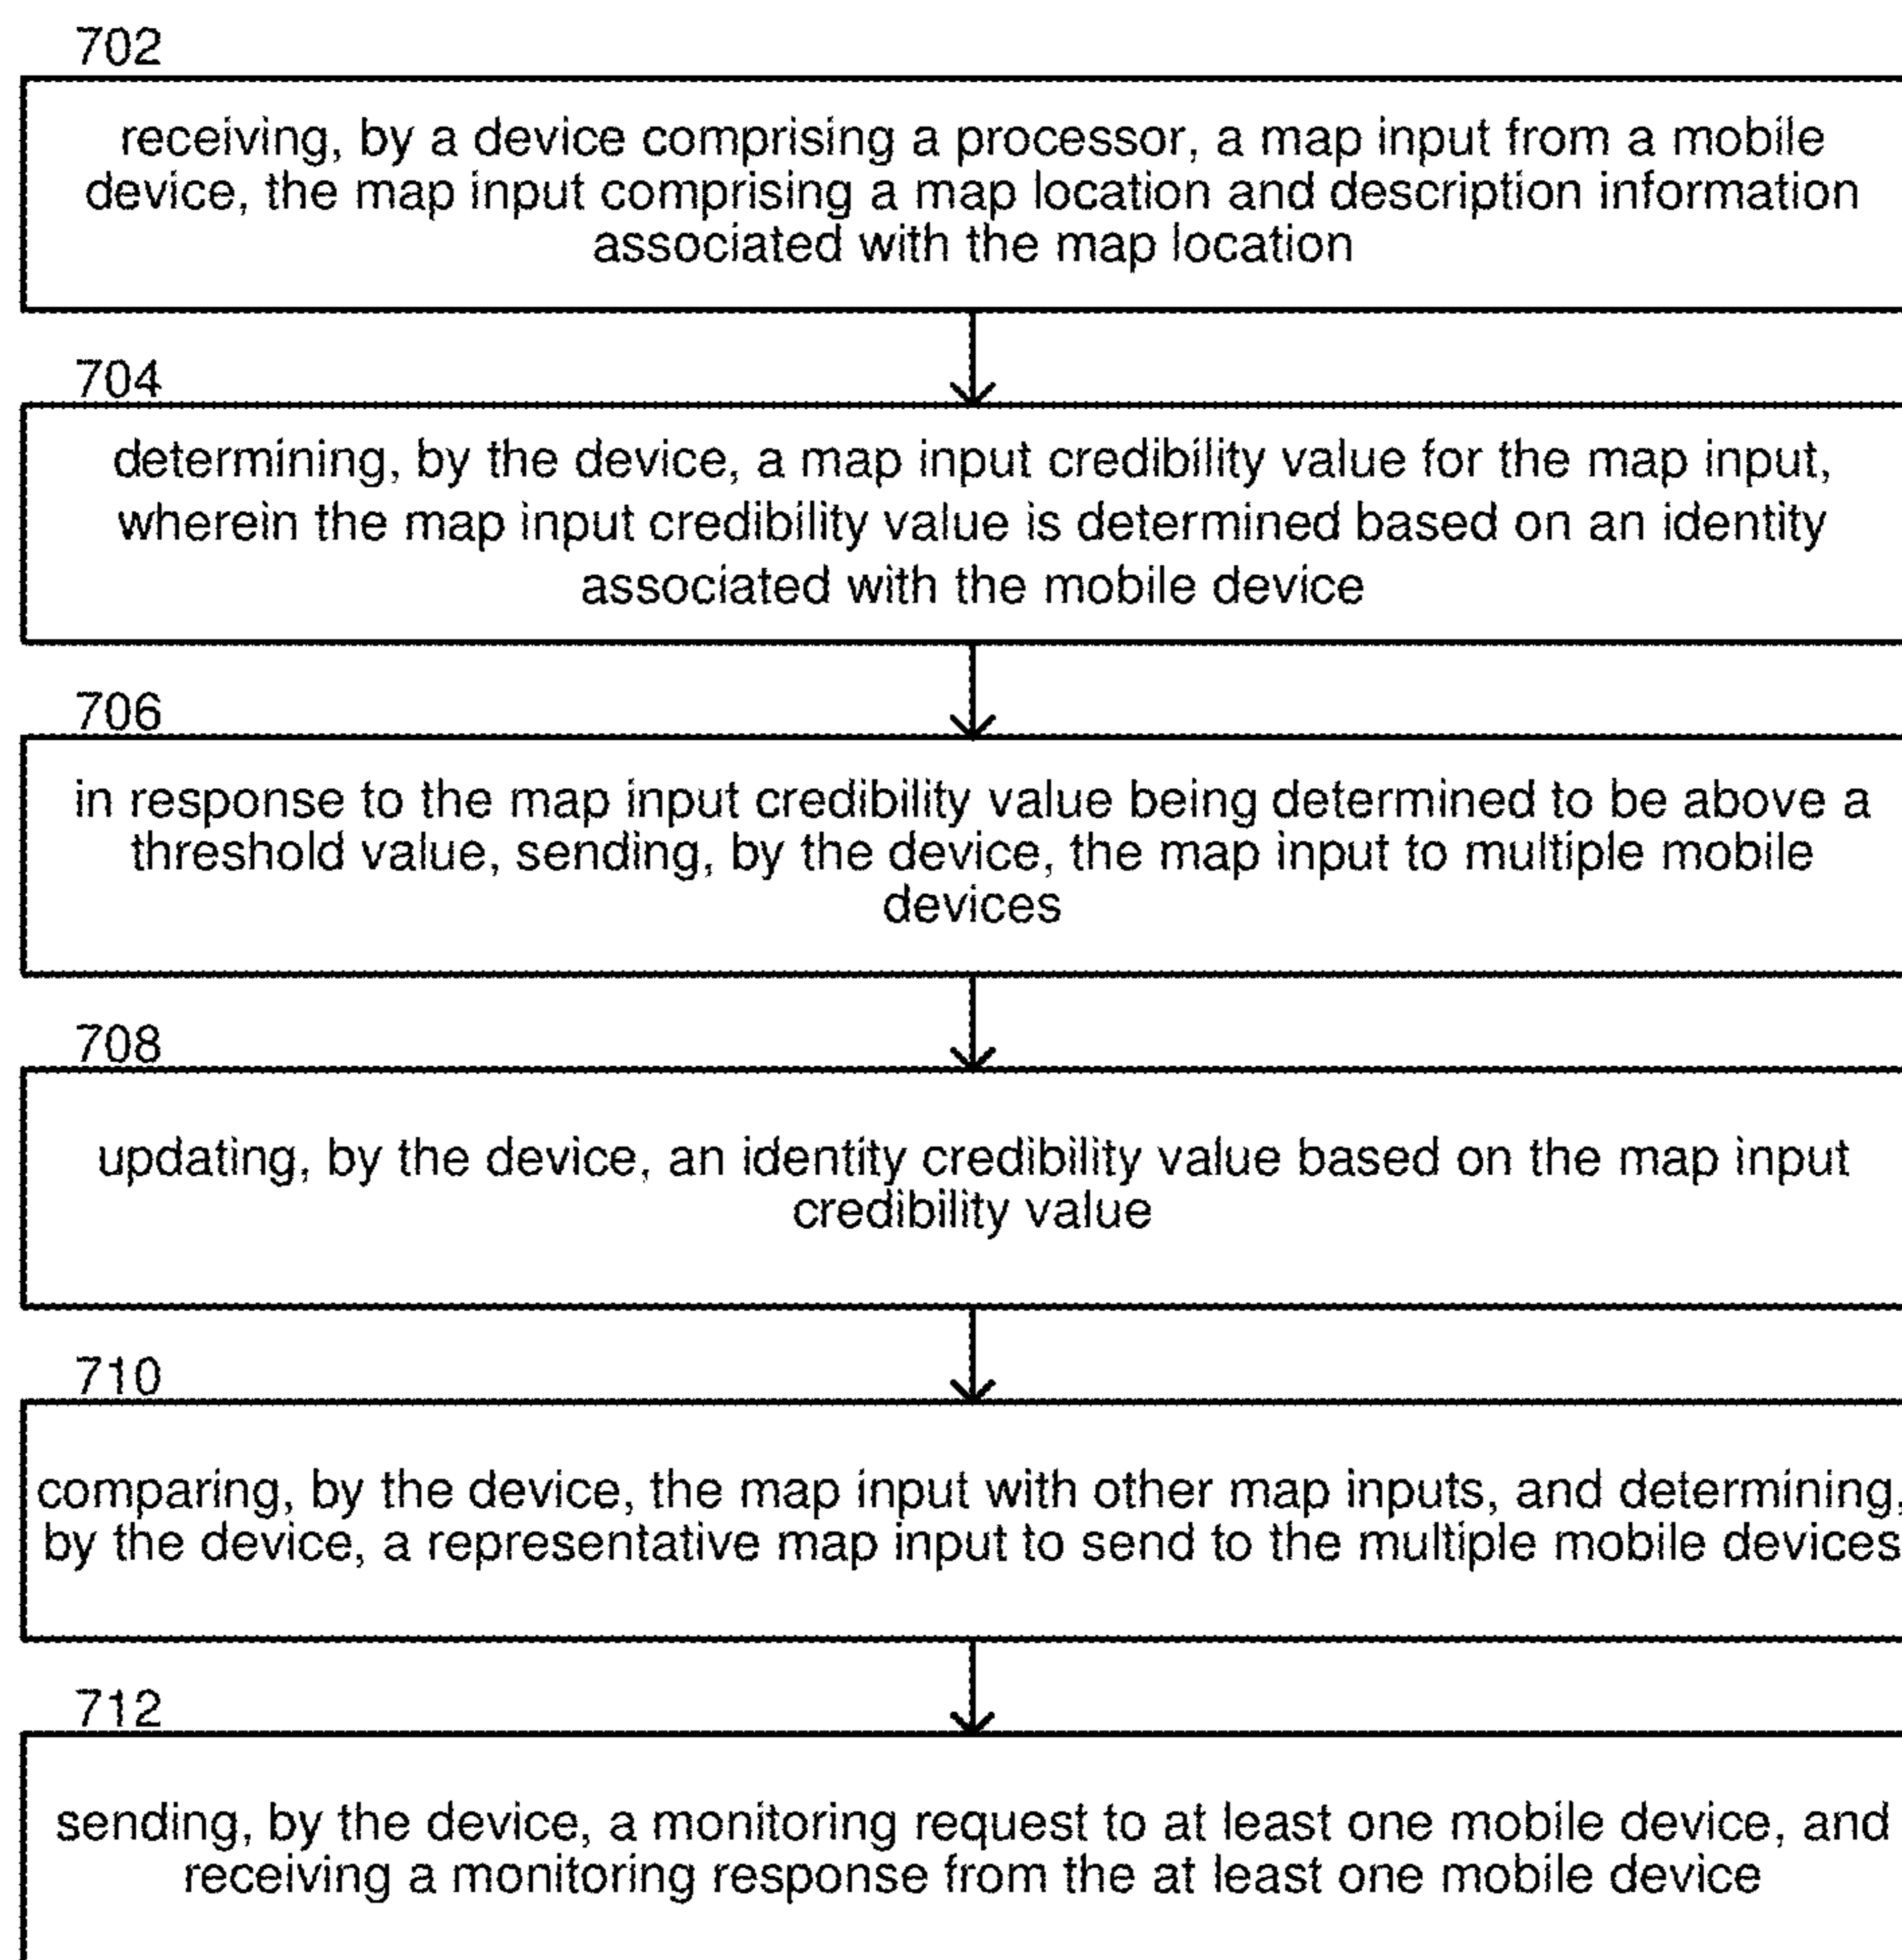 702
receiving, by a device comprising a processor, a map input from a mobile
device, the map input comprising a map location and description information
associated with the map location
704
determining, by the device, a map input credibility value for the map input,
wherein the map input credibility value is determined based on an identity
associated with the mobile device
706
in response to the map input credibility value being determined to be above a
threshold value, sending, by the device, the map input to multiple mobile
devices
708
updating, by the device, an identity credibility value based on the map input
credibility value
710
comparing, by the device, the map input with other map inputs, and determining,
by the device, a representative map input to send to the multiple mobile devices
712
sending, by the device, a monitoring request to at least one mobile device, and
receiving a monitoring response from the at least one mobile device